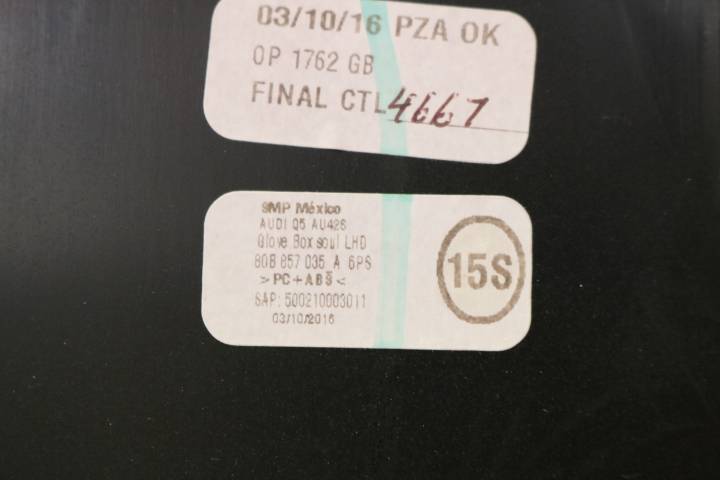 03/10/16 PZA OK
OP 1762 GB
FINAL CTL 4667
SMP México
AUDI Q5 AU426
Glove Box soul LHD
80B 857 035 A 6PS
>PC+ABS<
SAP: 500210003011
03/10/2016
15S